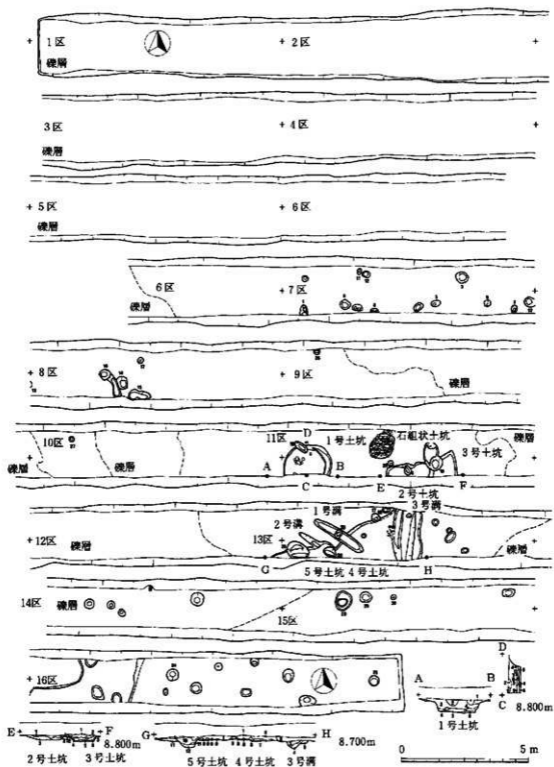 + 1区
礫層
+ 2区
3区
礫層
+ 4区
+ 5区
+ 6区
6区
礫層
+7区
+ 8区
+9区
礫層
10区
礫層
礫層
11区
D
A
B
C
1号土坑
石組状土坑
3号土坑
E
F
2号土坑
礫層
+12区
礫層
13区
2号溝
1号溝
3号溝
G
H
5号土坑 4号土坑
14区
礫層
15区
+16区
E
F
8.800m
2号土坑 3号土坑
G
H
8.700m
5号土坑 4号土坑 3号溝
A
B
1号土坑
D
C
8.800m
0
5 m